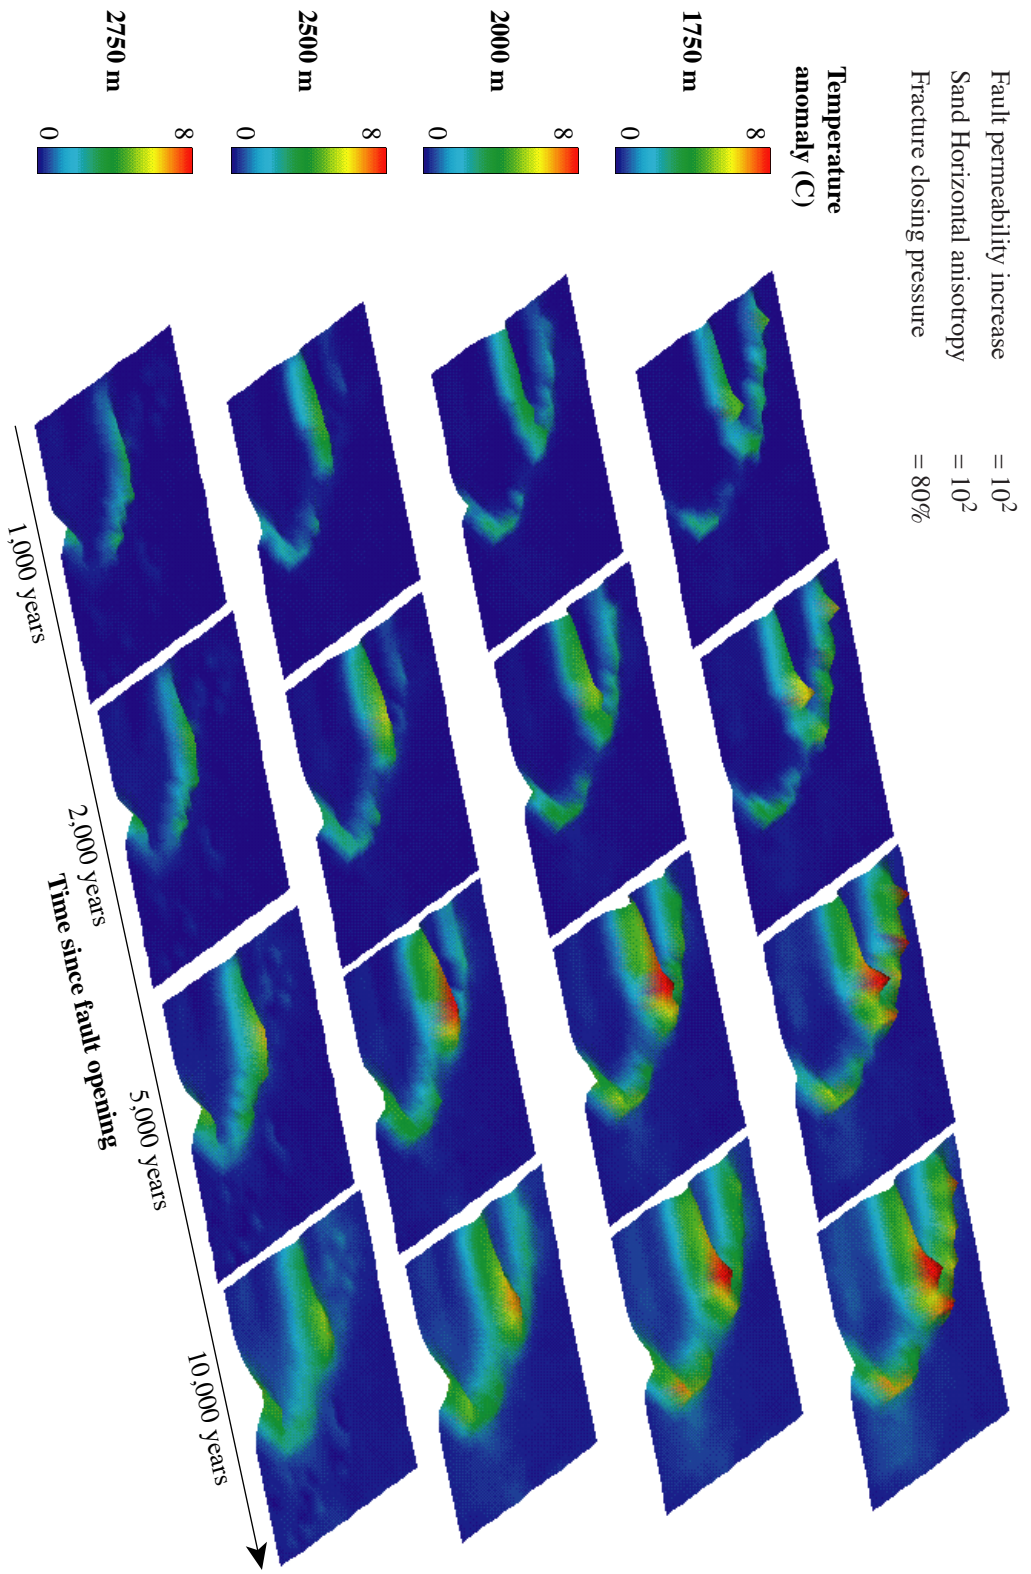 Fault permeability increase = 10²
Sand Horizontal anisotropy = 10²
Fracture closing pressure = 80%
Temperature
anomaly (C)
1750 m
0 8
2000 m
0 8
2500 m
0 8
2750 m
0 8
1,000 years
2,000 years
5,000 years
10,000 years
Time since fault opening